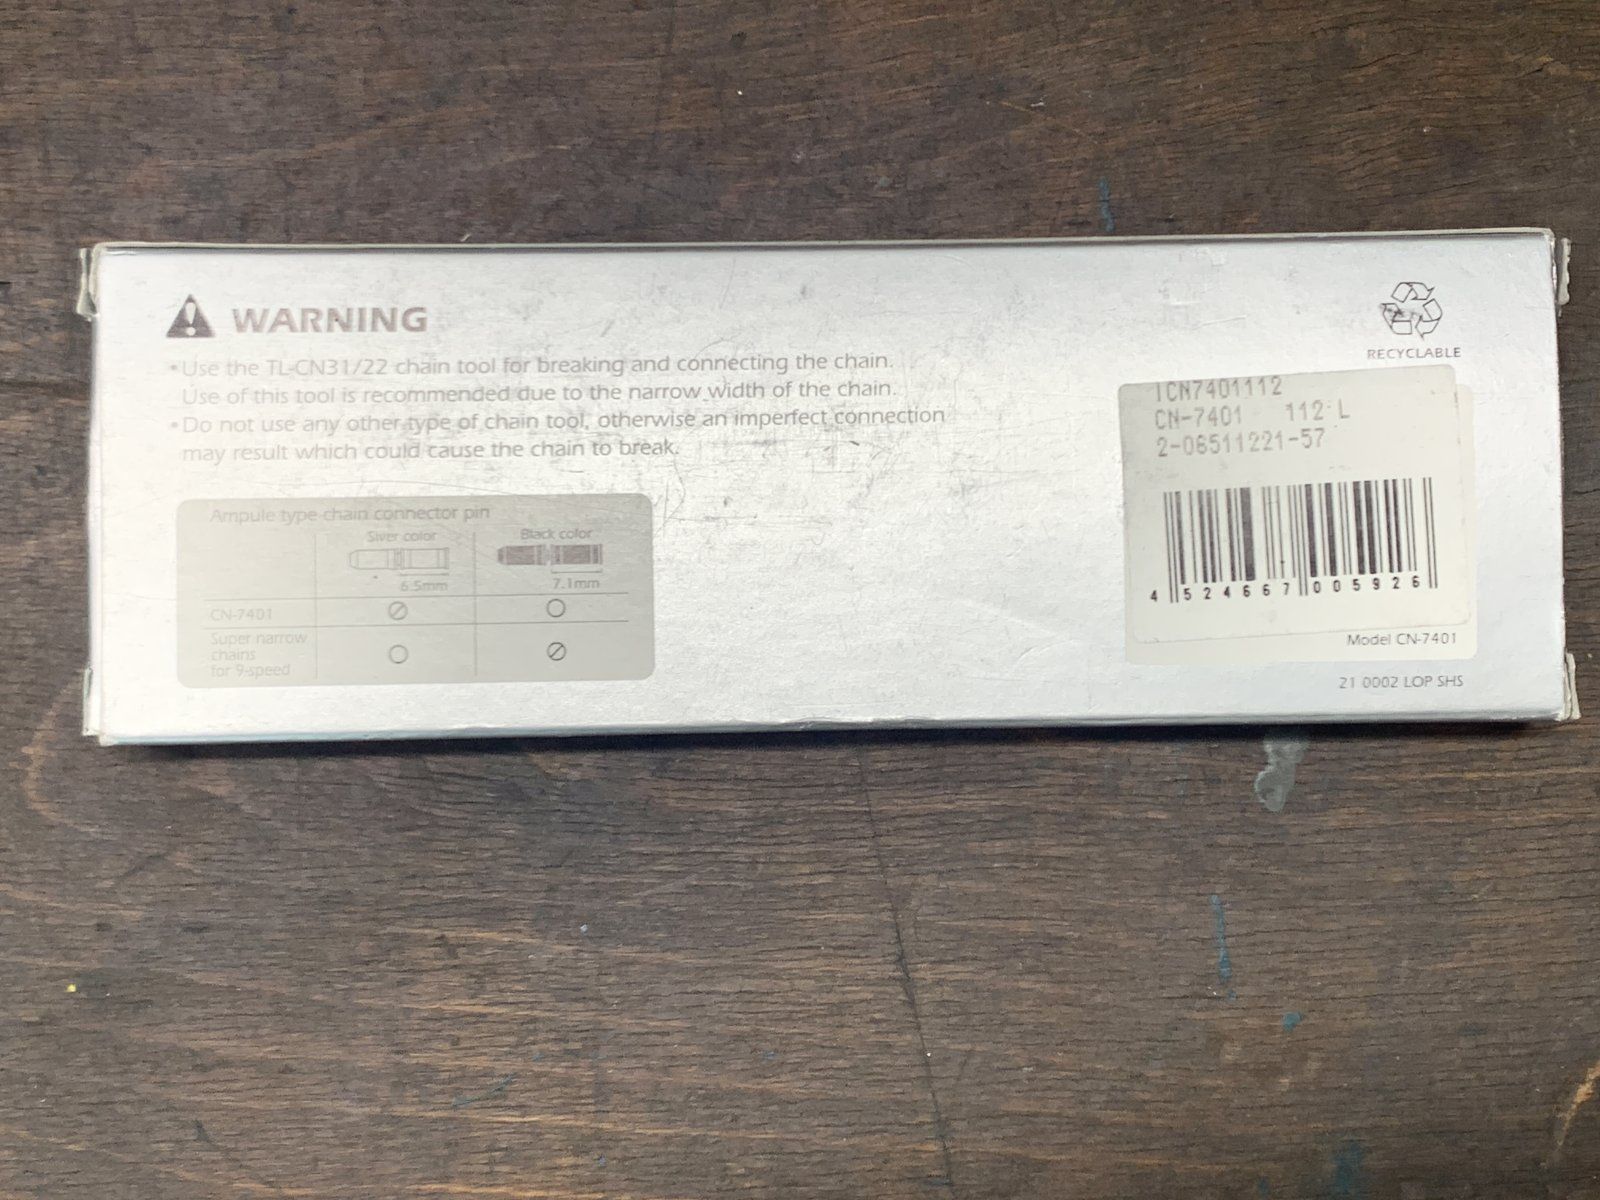 WARNING
•Use the TL-CN31/22 chain tool for breaking and connecting the chain.
Use of this tool is recommended due to the narrow width of the chain.
•Do not use any other type of chain tool, otherwise an imperfect connection
may result which could cause the chain to break.
Ampule type chain connector pin
Siver color
Black color
6.5mm
7.1mm
CN-7401
Super narrow
chains
for 9-speed
RECYCLABLE
ICN7401112
CN-7401 112 L
2-06511221-57
4 524667 005926
Model CN-7401
21 0002 LOP SHS